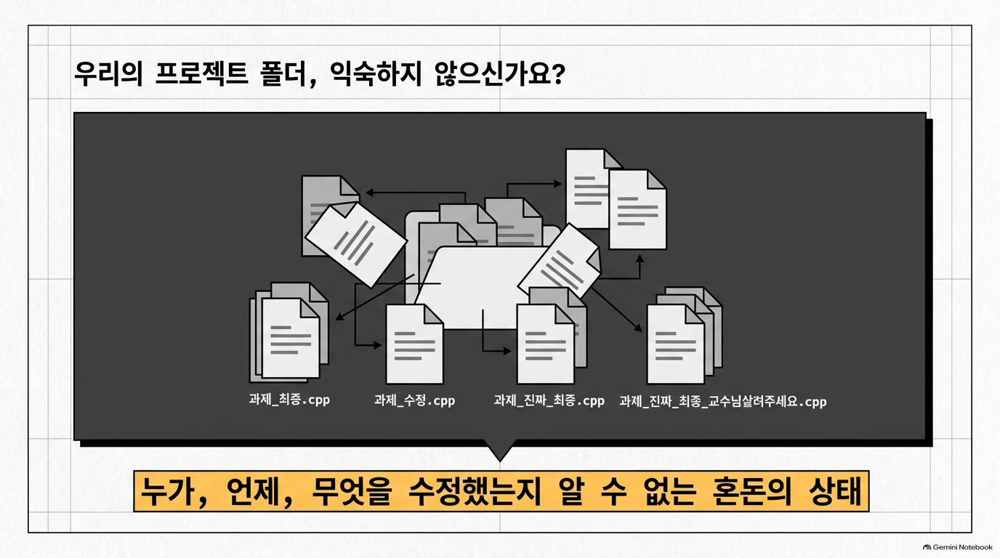 우리의 프로젝트 폴더, 익숙하지 않으신가요?
과제_최종.cpp
과제_수정.cpp
과제_진짜_최종.cpp
과제_진짜_최종_교수님살려주세요.cpp
누가, 언제, 무엇을 수정했는지 알 수 없는 혼돈의 상태
Gemini Notebook